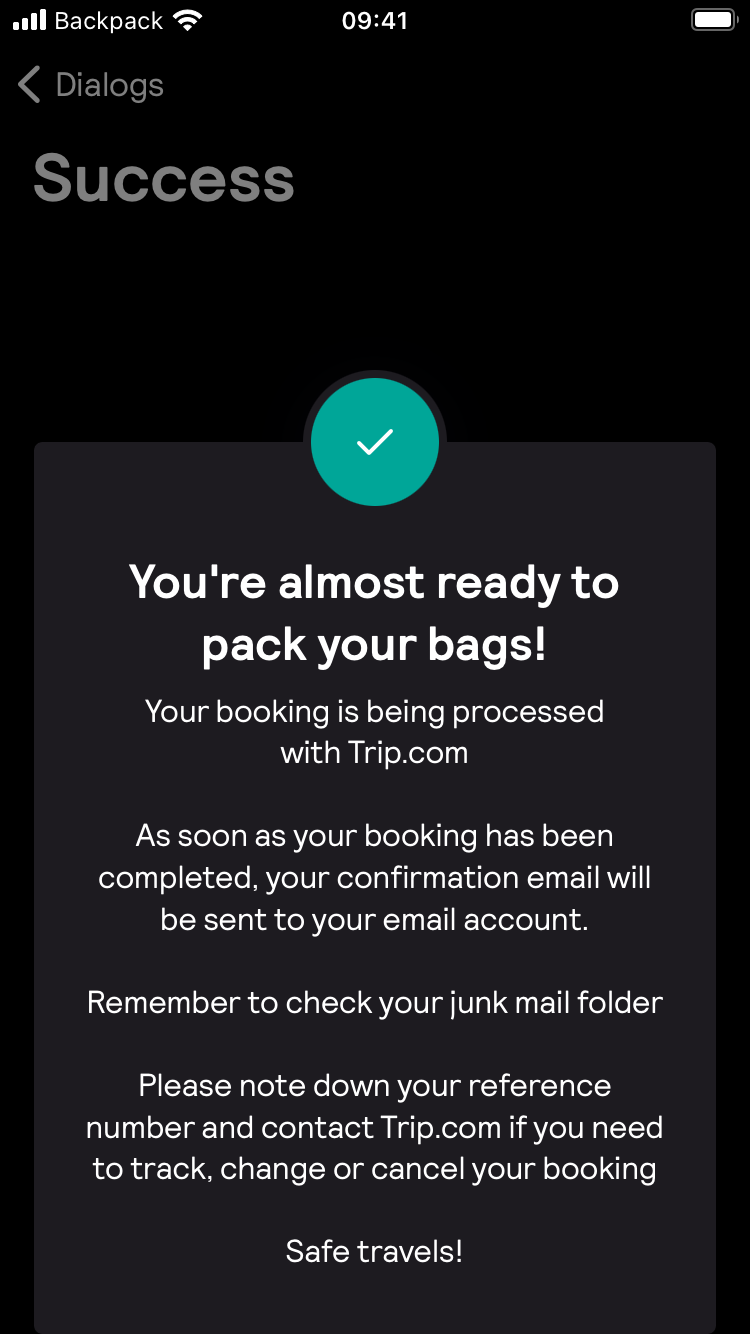 Backpack 09:41
Dialogs
Success
You're almost ready to
pack your bags!
Your booking is being processed
with Trip.com
As soon as your booking has been
completed, your confirmation email will
be sent to your email account.
Remember to check your junk mail folder
Please note down your reference
number and contact Trip.com if you need
to track, change or cancel your booking
Safe travels!